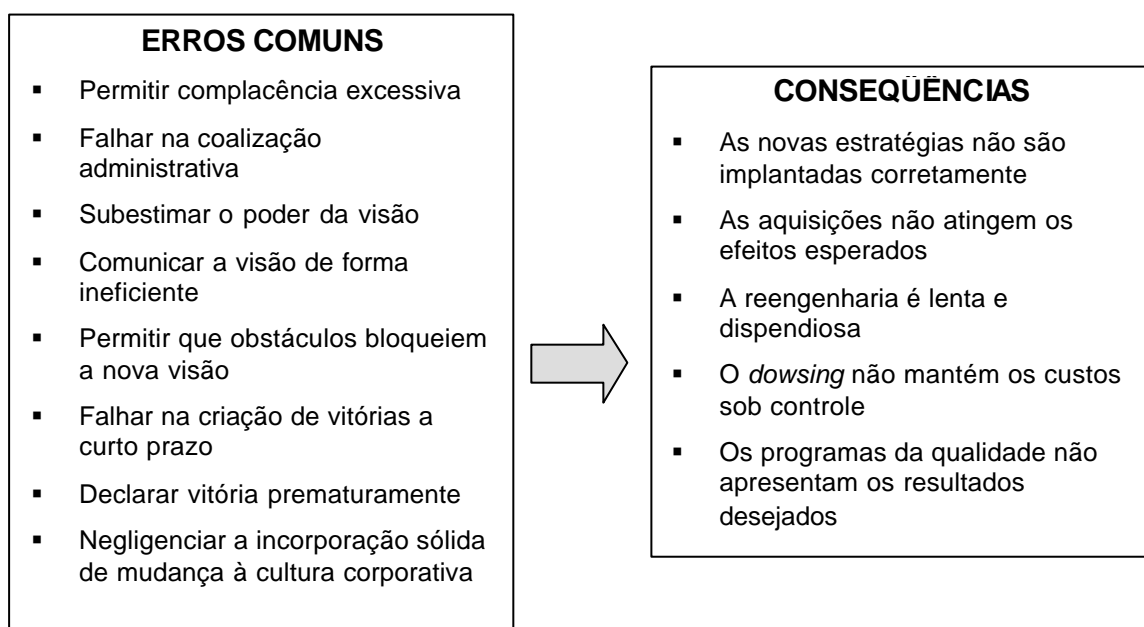 ERROS COMUNS
▪ Permitir complacência excessiva
▪ Falhar na coalização
administrativa
▪ Subestimar o poder da visão
▪ Comunicar a visão de forma
ineficiente
▪ Permitir que obstáculos bloqueiem
a nova visão
▪ Falhar na criação de vitórias a
curto prazo
▪ Declarar vitória prematuramente
▪ Negligenciar a incorporação sólida
de mudança à cultura corporativa
CONSEQÜÊNCIAS
▪ As novas estratégias não são
implantadas corretamente
▪ As aquisições não atingem os
efeitos esperados
▪ A reengenharia é lenta e
dispendiosa
▪ O dowsing não mantém os custos
sob controle
▪ Os programas da qualidade não
apresentam os resultados
desejados